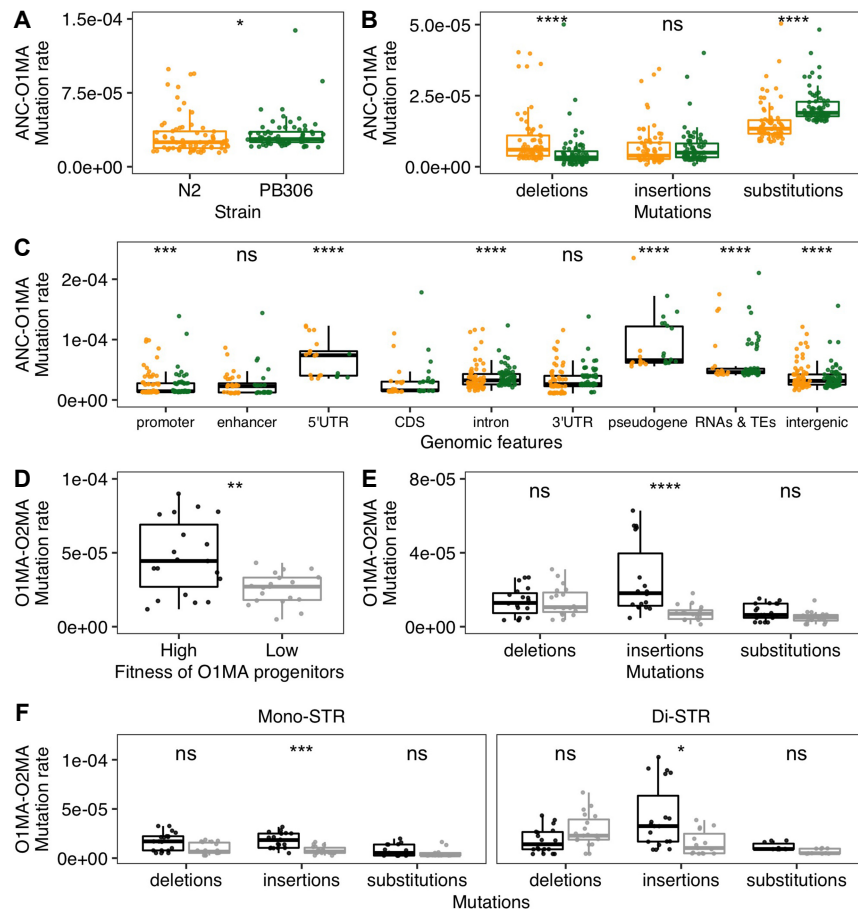 A
ANC-O1MA
Mutation rate
1.5e-04
7.5e-05
0.0e+00
*
N2 PB306
Strain
B
ANC-O1MA
Mutation rate
5.0e-05
2.5e-05
0.0e+00
**** ns ****
deletions insertions substitutions
Mutations
C
ANC-O1MA
Mutation rate
2e-04
1e-04
0e+00
*** ns **** **** ns **** **** ****
promoter enhancer 5'UTR CDS intron 3'UTR pseudogene RNAs & TEs intergenic
Genomic features
D
O1MA-O2MA
Mutation rate
1e-04
5e-05
0e+00
**
High Low
Fitness of O1MA progenitors
E
O1MA-O2MA
Mutation rate
8e-05
4e-05
0e+00
ns **** ns
deletions insertions substitutions
Mutations
F
Mono-STR Di-STR
O1MA-O2MA
Mutation rate
1e-04
5e-05
0e+00
ns *** ns ns * ns
deletions insertions substitutions deletions insertions substitutions
Mutations